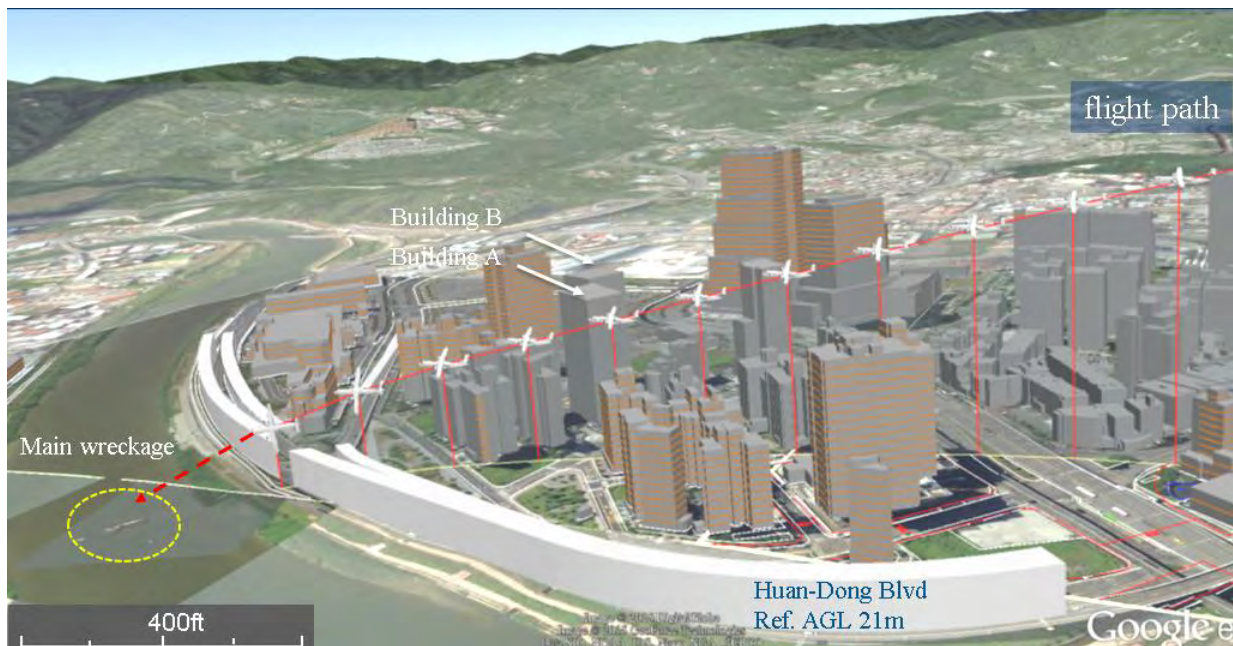 flight path
Building B
Building A
Main wreckage
Huan-Dong Blvd
Ref. AGL 21m
400ft
Google e